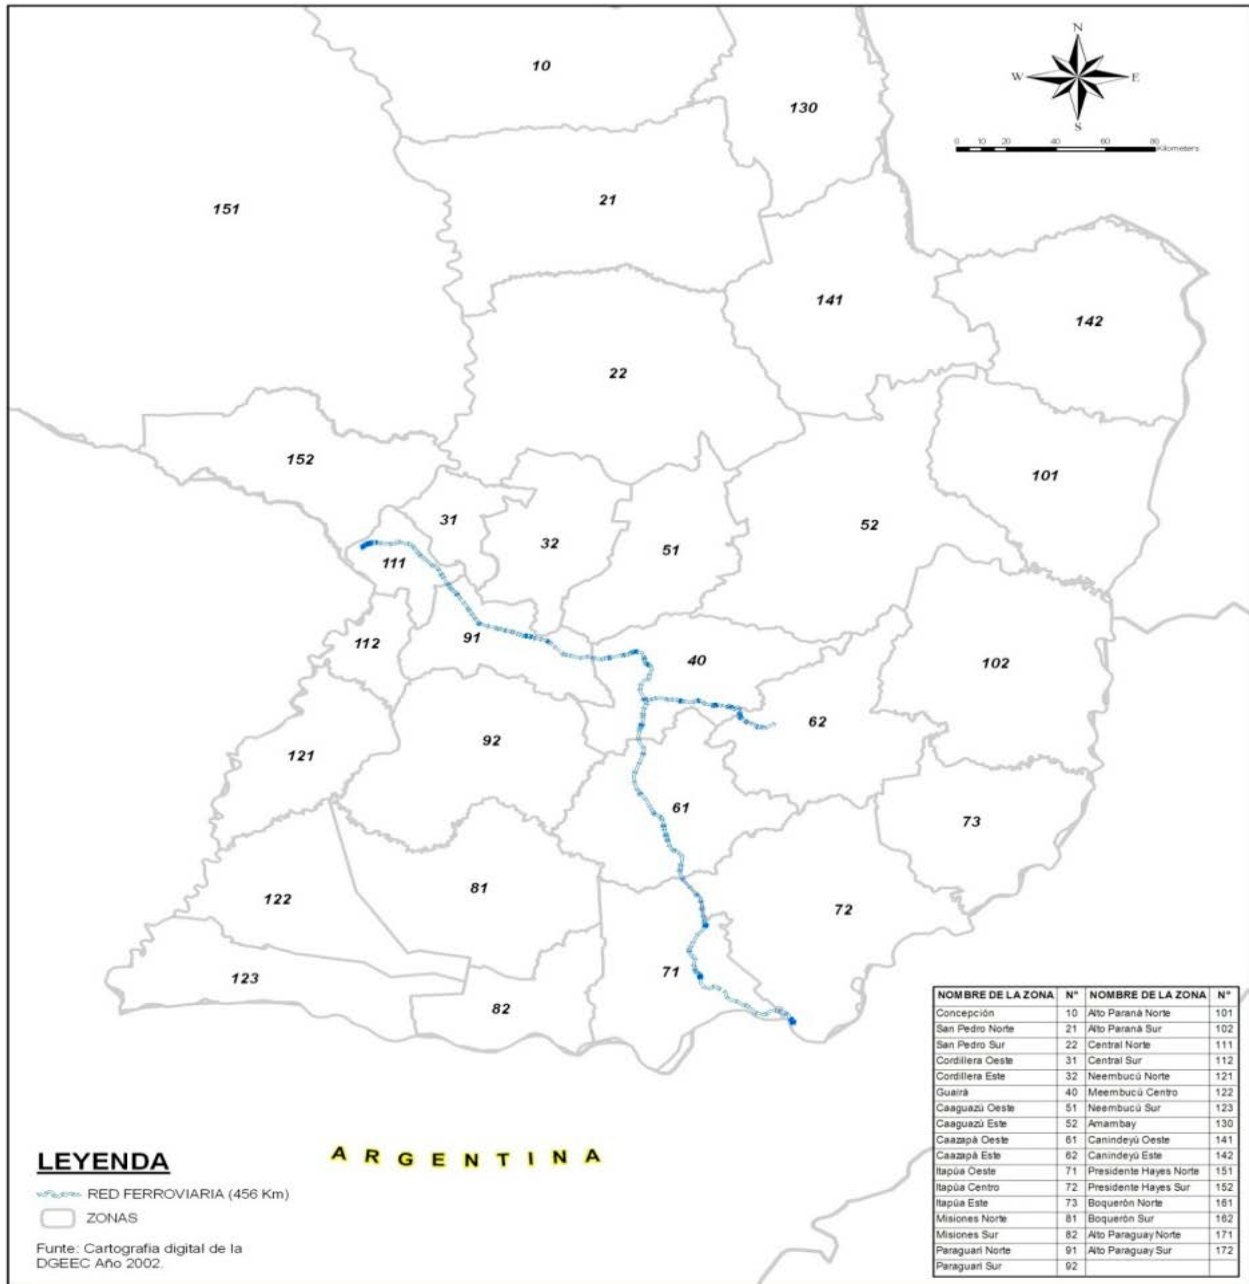 N
W E
S
0 10 20 40 60 80
Kilometers
10
130
151
21
141
142
22
152
101
31
52
32
51
111
91
112
40
102
62
92
121
61
73
81
122
72
71
123
82
NOMBRE DE LA ZONA N° NOMBRE DE LA ZONA N°
Concepción 10 Alto Paraná Norte 101
San Pedro Norte 21 Alto Paraná Sur 102
San Pedro Sur 22 Central Norte 111
Cordillera Oeste 31 Central Sur 112
Cordillera Este 32 Neembucú Norte 121
Guairá 40 Meembucú Centro 122
Caaguazú Oeste 51 Neembucú Sur 123
Caaguazú Este 52 Amambay 130
Caazapá Oeste 61 Canindeyú Oeste 141
Caazapá Este 62 Canindeyú Este 142
Itapúa Oeste 71 Presidente Hayes Norte 151
Itapúa Centro 72 Presidente Hayes Sur 152
Itapúa Este 73 Boquerón Norte 161
Misiones Norte 81 Boquerón Sur 162
Misiones Sur 82 Alto Paraguay Norte 171
Paraguari Norte 91 Alto Paraguay Sur 172
Paraguari Sur 92
ARGENTINA
LEYENDA
RED FERROVIARIA (456 Km)
ZONAS
Funte: Cartografia digital de la
DGEEC Año 2002.